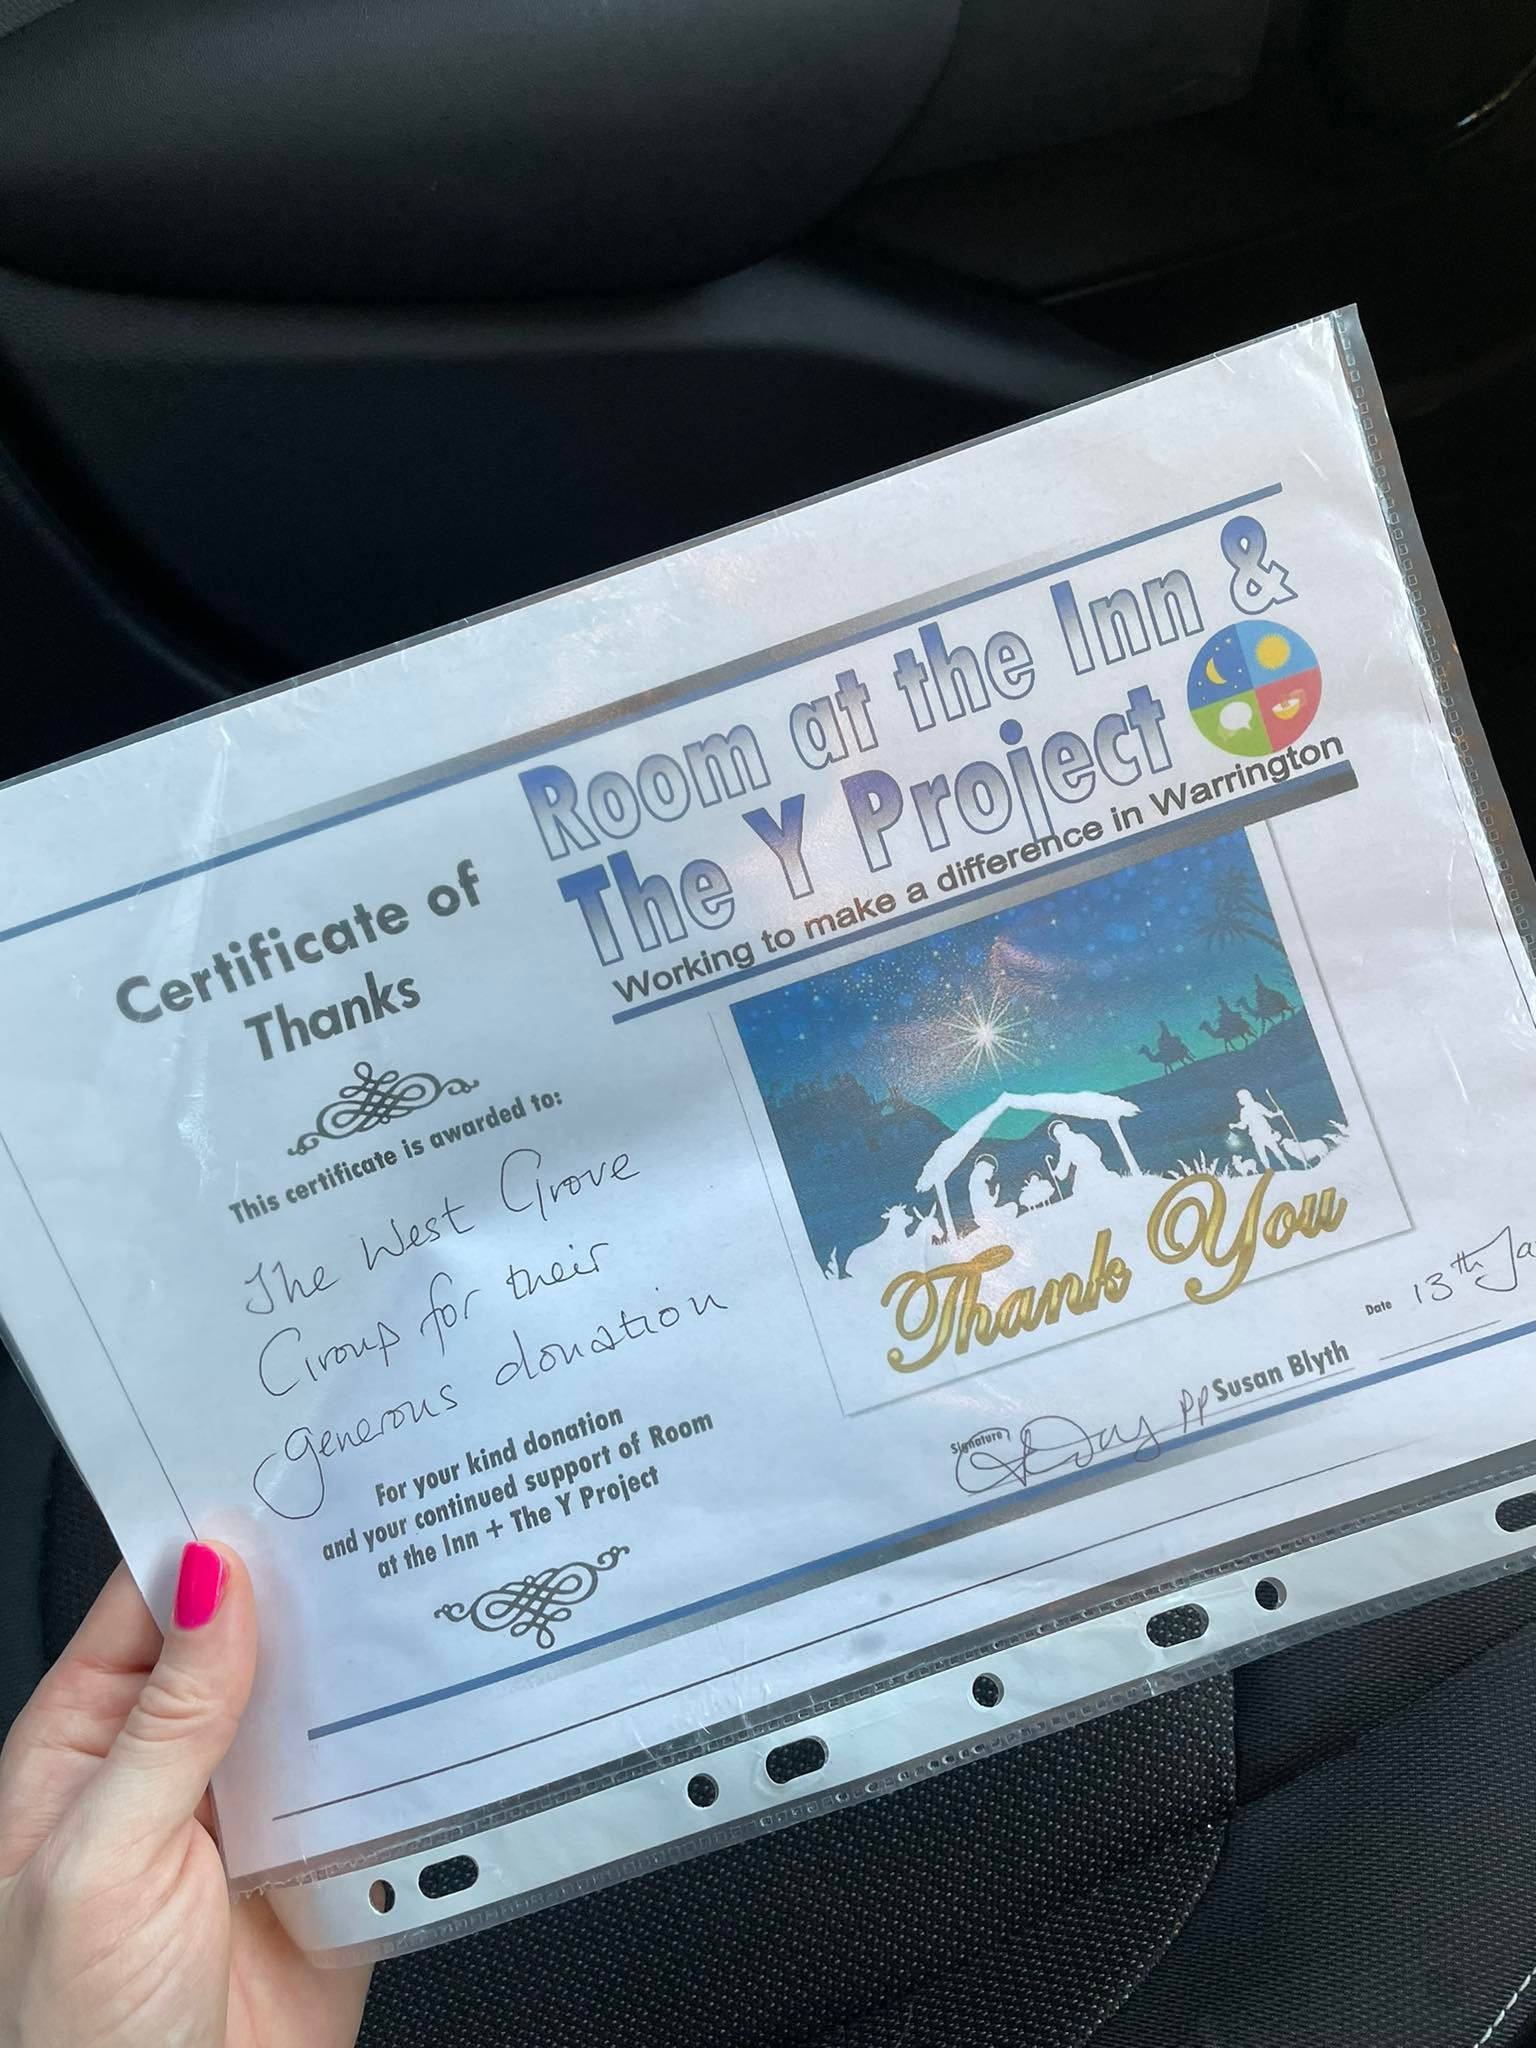 Room at the Inn &
The Y Project
Working to make a difference in Warrington
Certificate of
Thanks
This certificate is awarded to:
The West Grove
Group for their
generous donation
For your kind donation
and your continued support of Room
at the Inn + The Y Project
Thank You
Signature
pp Susan Blyth
Date 13th Ja